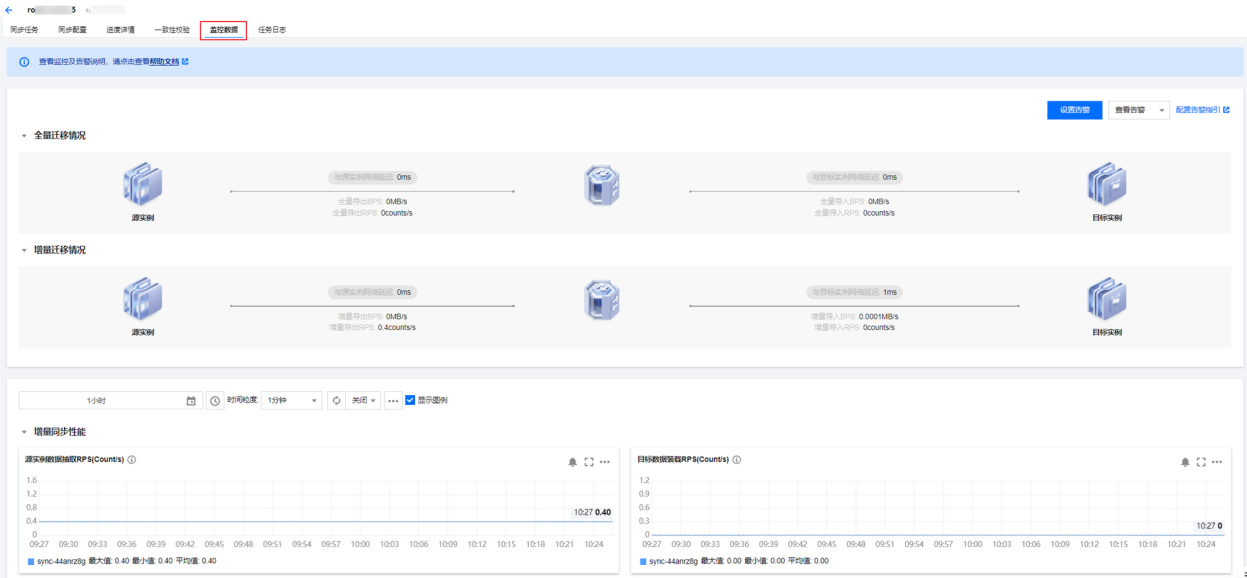 同步任务 同步配置 进度详情 一致性校验 监控数据 任务日志
查看监控及告警说明，请点击查看帮助文档
设置告警 查看告警 配置告警指引
全量迁移情况
与源实例网络延迟: 0ms 与目标实例网络延迟: 0ms
全量导出BPS: 0MB/s 全量导入BPS: 0MB/s
全量导出RPS: 0counts/s 全量导入RPS: 0counts/s
源实例 目标实例
增量迁移情况
与源实例网络延迟: 0ms 与目标实例网络延迟: 1ms
增量导出BPS: 0MB/s 增量导入BPS: 0.0001MB/s
增量导出RPS: 0.4counts/s 增量导入RPS: 0counts/s
源实例 目标实例
1小时 时间粒度: 1分钟 关闭 显示图例
增量同步性能
源实例数据抽取RPS(Count/s)
1.6
1.2
0.8
10:27 0.40
0.4
0
09:27 09:30 09:33 09:36 09:39 09:42 09:45 09:48 09:51 09:54 09:57 10:00 10:03 10:06 10:09 10:12 10:15 10:18 10:21 10:24
sync-44anrz8g 最大值: 0.40 最小值: 0.40 平均值: 0.40
目标数据装载RPS(Count/s)
1.2
0.9
0.6
0.3
10:27 0
0
09:27 09:30 09:33 09:36 09:39 09:42 09:45 09:48 09:51 09:54 09:57 10:00 10:03 10:06 10:09 10:12 10:15 10:18 10:21 10:24
sync-44anrz8g 最大值: 0.00 最小值: 0.00 平均值: 0.00